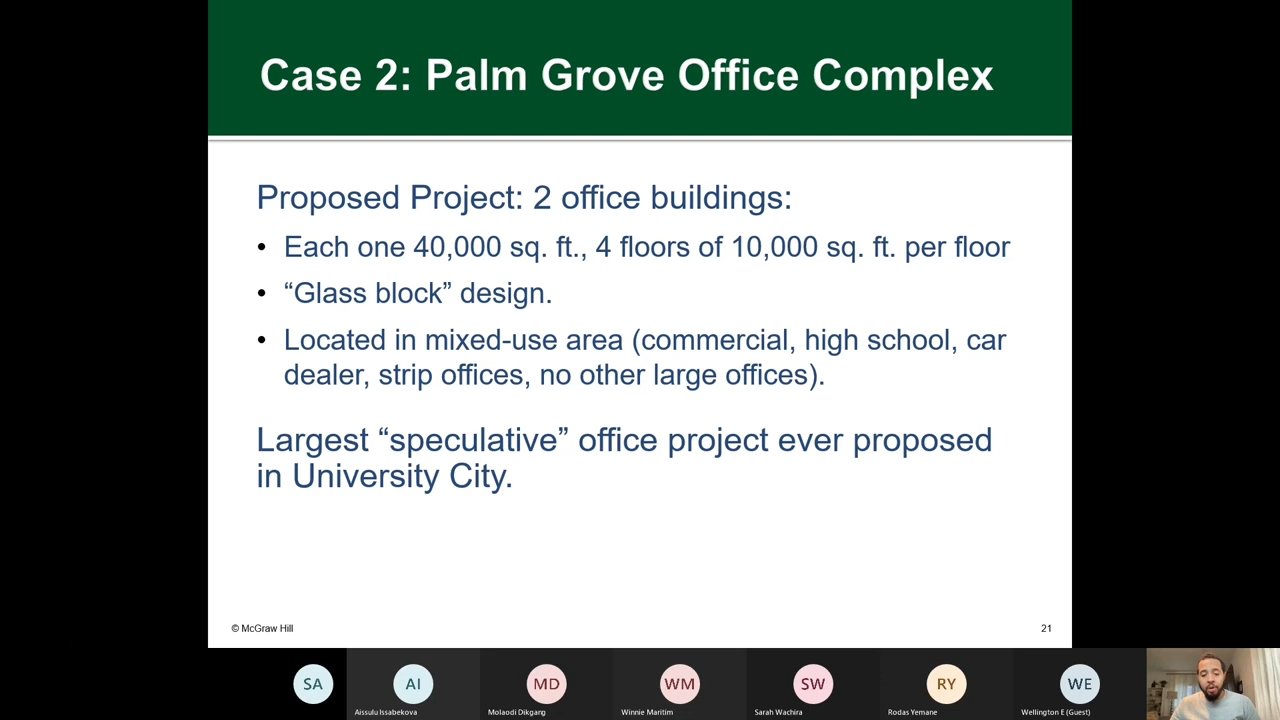 Case 2: Palm Grove Office Complex
Proposed Project: 2 office buildings:
• Each one 40,000 sq. ft., 4 floors of 10,000 sq. ft. per floor
• “Glass block” design.
• Located in mixed-use area (commercial, high school, car
dealer, strip offices, no other large offices).
Largest “speculative” office project ever proposed
in University City.
© McGraw Hill
21
SA
AI
MD
WM
SW
RY
WE
Aissulu Issabekova
Molaodi Dikgang
Winnie Maritim
Sarah Wachira
Rodas Yemane
Wellington E (Guest)